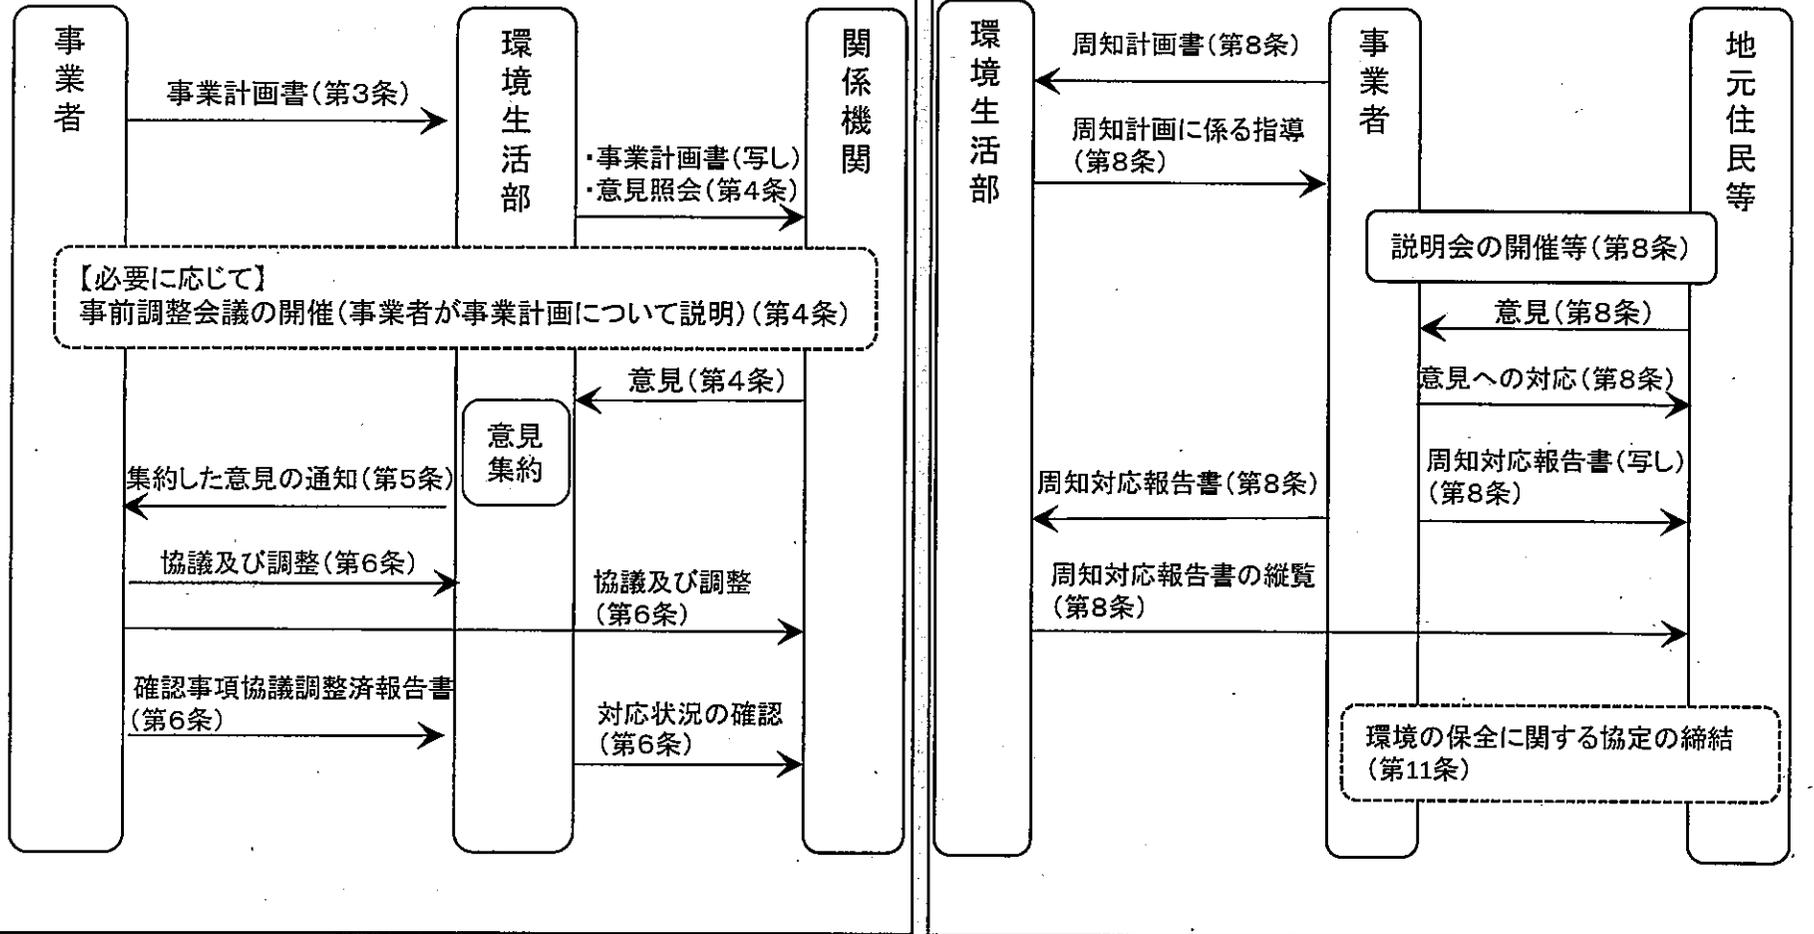 事業者
環境生活部
関係機関
事業計画書(第3条)
・事業計画書(写し)
・意見照会(第4条)
【必要に応じて】
事前調整会議の開催(事業者が事業計画について説明)(第4条)
意見(第4条)
意見
集約
集約した意見の通知(第5条)
協議及び調整(第6条)
協議及び調整
(第6条)
確認事項協議調整済報告書
(第6条)
対応状況の確認
(第6条)
環境生活部
事業者
地元住民等
周知計画書(第8条)
周知計画に係る指導
(第8条)
説明会の開催等(第8条)
意見(第8条)
意見への対応(第8条)
周知対応報告書(写し)
(第8条)
周知対応報告書(第8条)
周知対応報告書の縦覧
(第8条)
環境の保全に関する協定の締結
(第11条)